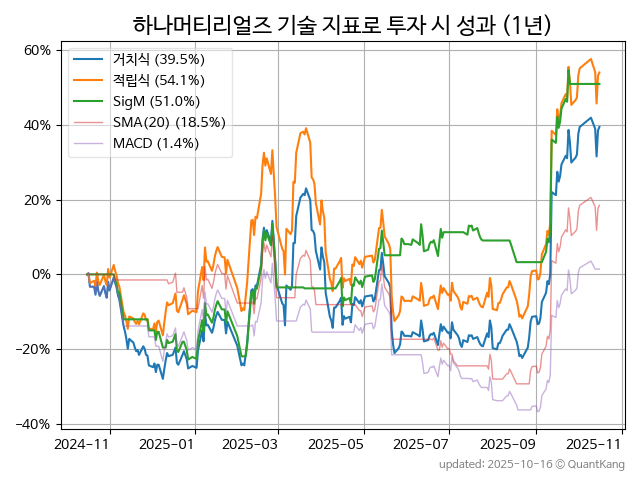 하나머티리얼즈 기술 지표로 투자 시 성과 (1년)
60%
40%
20%
0%
−20%
−40%
거치식 (39.5%)
적립식 (54.1%)
SigM (51.0%)
SMA(20) (18.5%)
MACD (1.4%)
2024-11
2025-01
2025-03
2025-05
2025-07
2025-09
2025-11
updated: 2025-10-16 © QuantKang